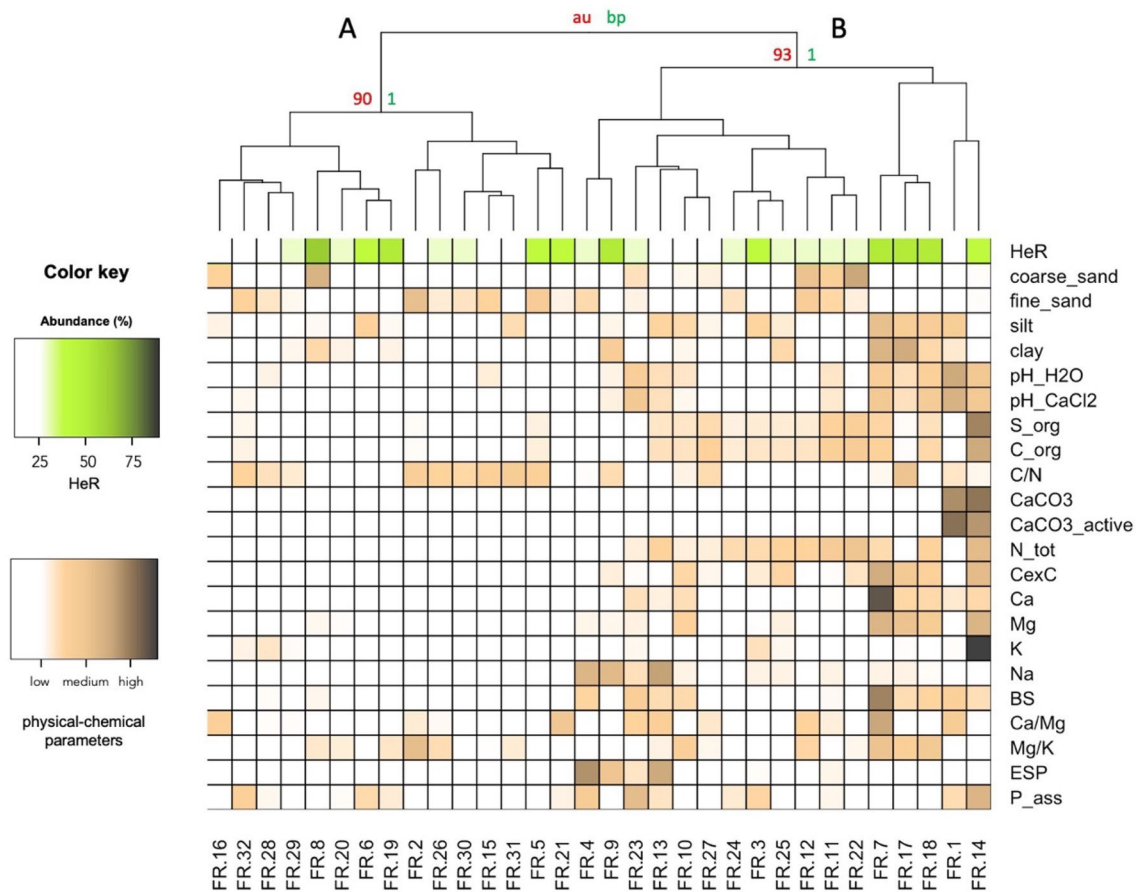 au bp
A
B
93 1
90 1
Color key
Abundance (%)
25 50 75
HeR
low medium high
physical-chemical
parameters
HeR
coarse_sand
fine_sand
silt
clay
pH_H2O
pH_CaCl2
S_org
C_org
C/N
CaCO3
CaCO3_active
N_tot
CexC
Ca
Mg
K
Na
BS
Ca/Mg
Mg/K
ESP
P_ass
FR.16
FR.32
FR.28
FR.29
FR.8
FR.20
FR.6
FR.19
FR.2
FR.26
FR.30
FR.15
FR.31
FR.5
FR.21
FR.4
FR.9
FR.23
FR.13
FR.10
FR.27
FR.24
FR.3
FR.25
FR.12
FR.11
FR.22
FR.7
FR.17
FR.18
FR.1
FR.14